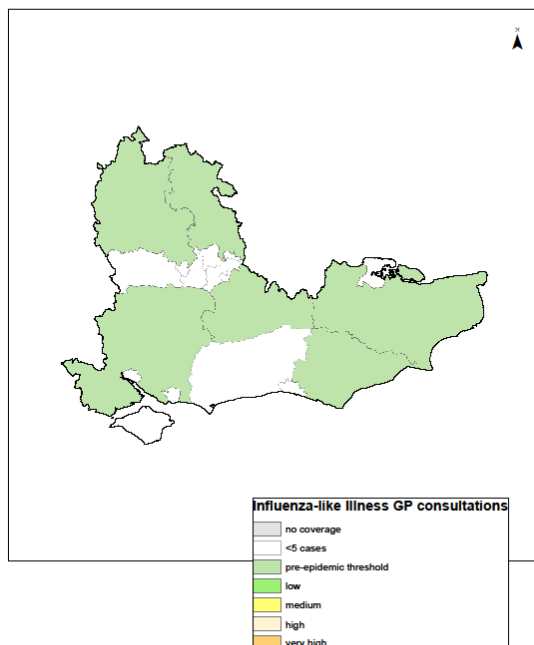 N
Influenza-like Illness GP consultations
no coverage
<5 cases
pre-epidemic threshold
low
medium
high
very high